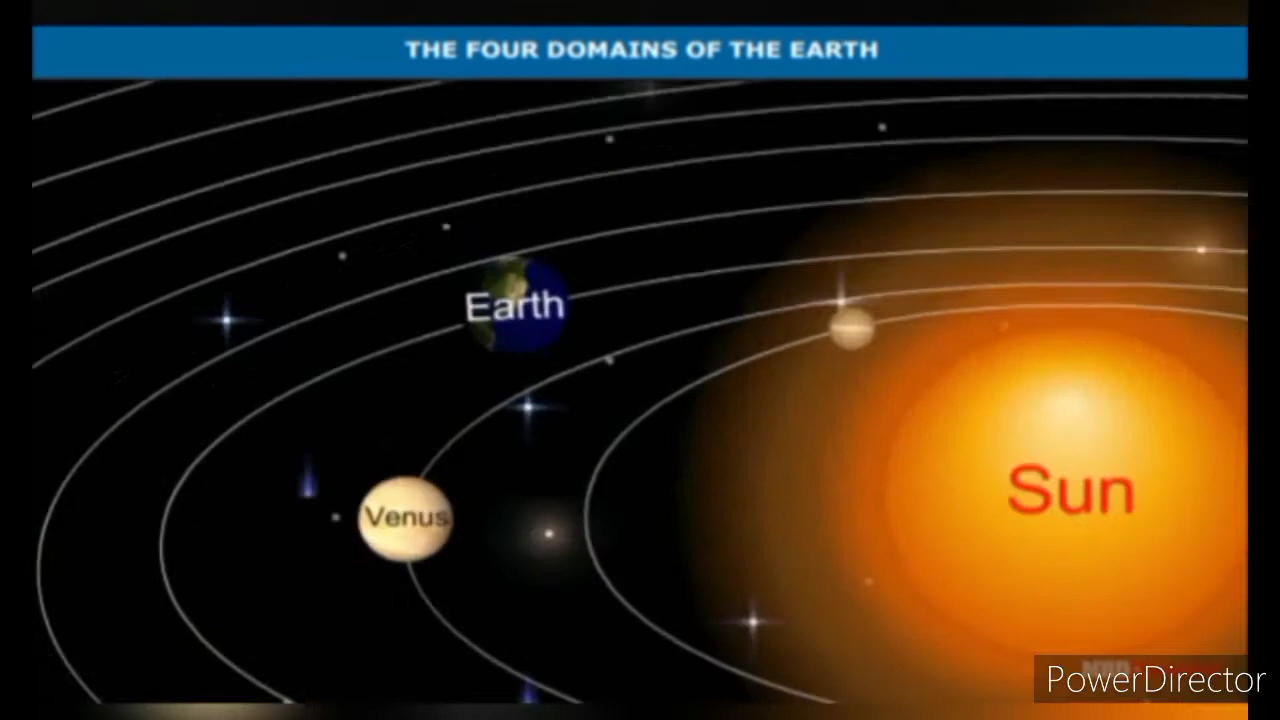 THE FOUR DOMAINS OF THE EARTH
Earth
Venus
Sun
PowerDirector